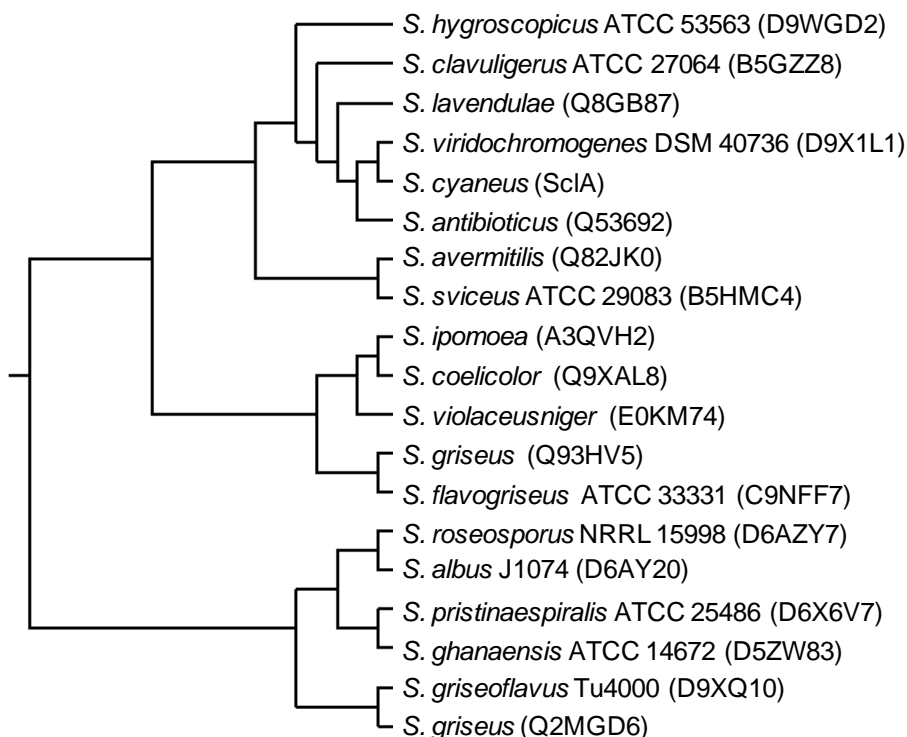 S. hygroscopicus ATCC 53563 (D9WGD2)
S. clavuligerus ATCC 27064 (B5GZZ8)
S. lavendulae (Q8GB87)
S. viridochromogenes DSM 40736 (D9X1L1)
S. cyaneus (SclA)
S. antibioticus (Q53692)
S. avermitilis (Q82JK0)
S. sviceus ATCC 29083 (B5HMC4)
S. ipomoea (A3QVH2)
S. coelicolor (Q9XAL8)
S. violaceusniger (E0KM74)
S. griseus (Q93HV5)
S. flavogriseus ATCC 33331 (C9NFF7)
S. roseosporus NRRL 15998 (D6AZY7)
S. albus J1074 (D6AY20)
S. pristinaespiralis ATCC 25486 (D6X6V7)
S. ghanaensis ATCC 14672 (D5ZW83)
S. griseoflavus Tu4000 (D9XQ10)
S. griseus (Q2MGD6)